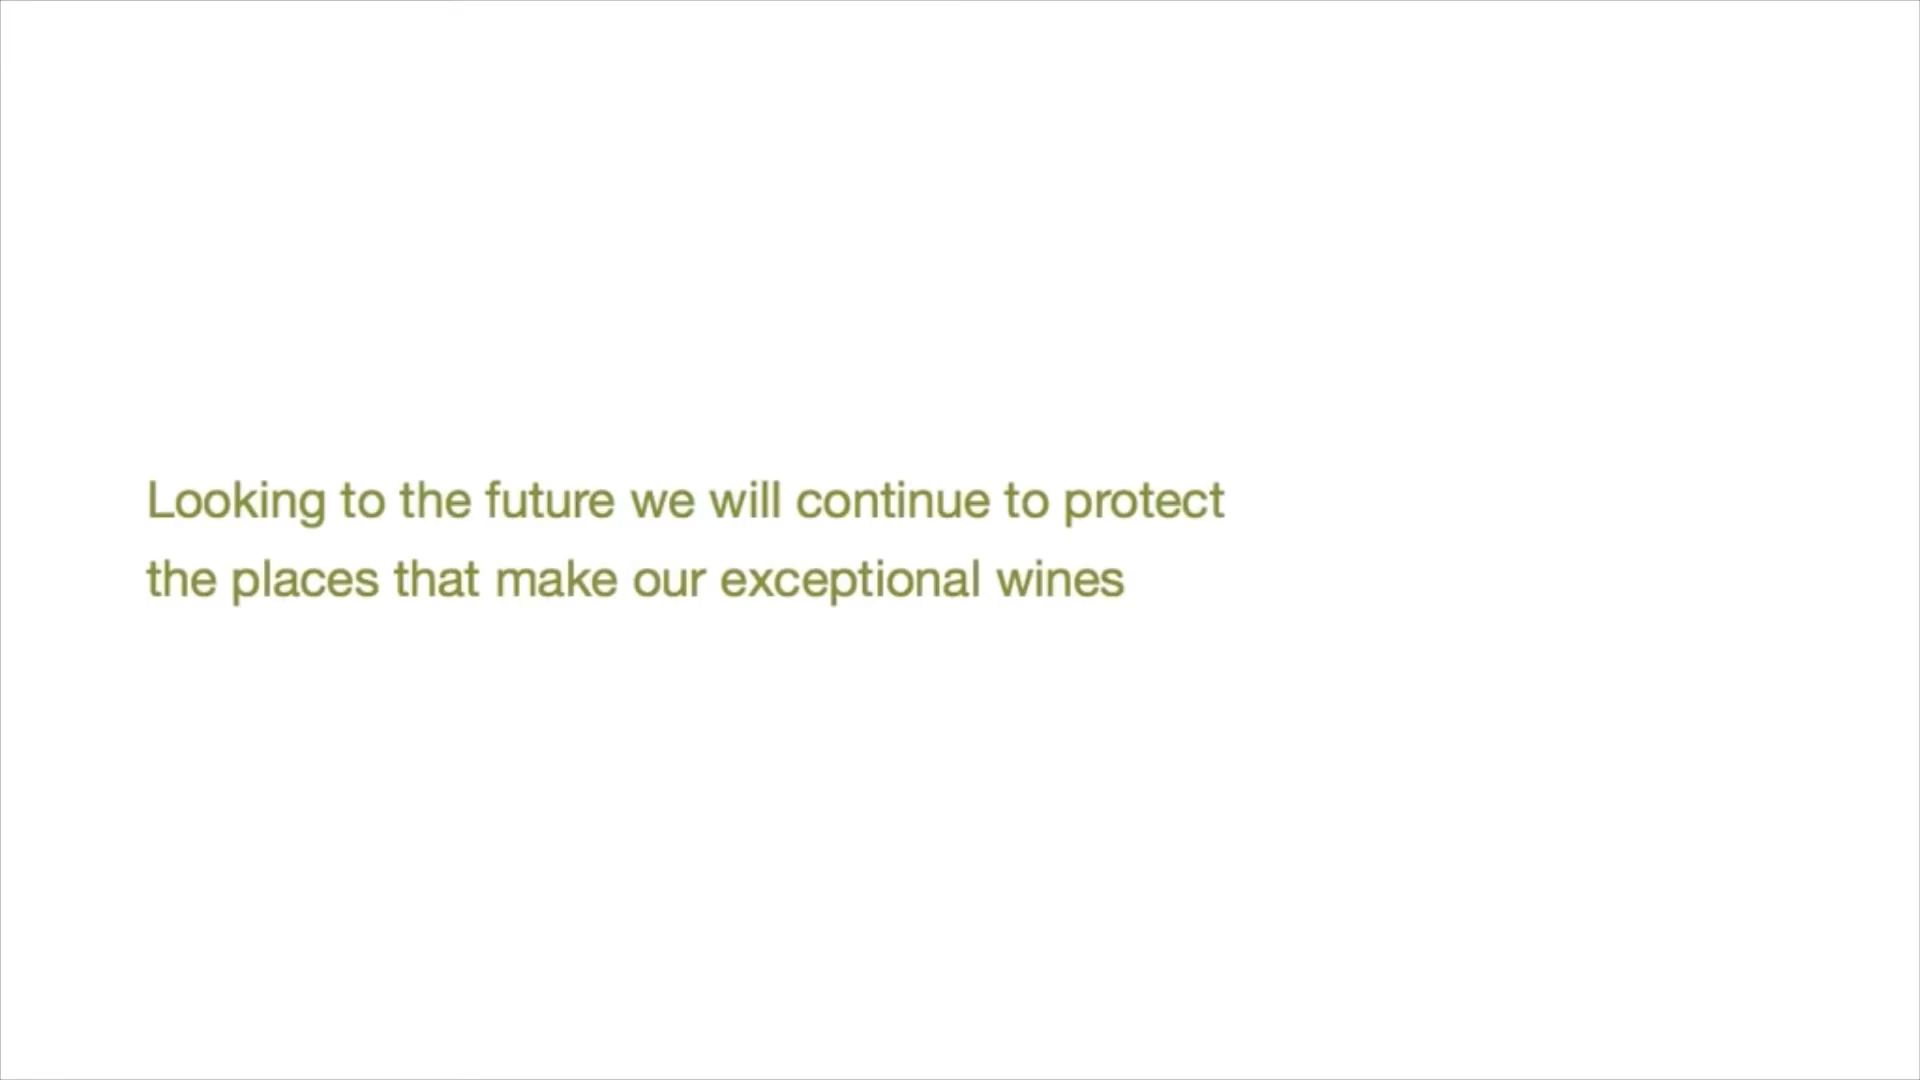 Looking to the future we will continue to protect
the places that make our exceptional wines